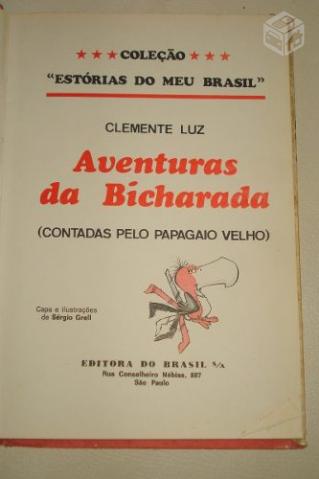 ★★★ COLEÇÃO ★★★
"ESTÓRIAS DO MEU BRASIL"
CLEMENTE LUZ
Aventuras
da Bicharada
(CONTADAS PELO PAPAGAIO VELHO)
Capa e ilustrações
de Sérgio Grell
EDITORA DO BRASIL S/A
Rua Conselheiro Nébias, 887
São Paulo